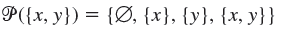 𝒫({x, y}) = {∅, {x}, {y}, {x, y}}